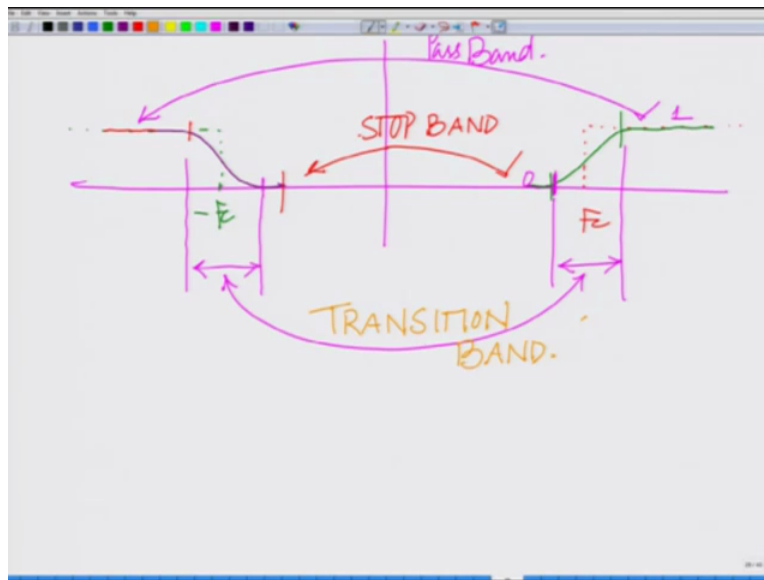 Pass Band.
1
STOP BAND
0
-Fc
Fc
TRANSITION
BAND.